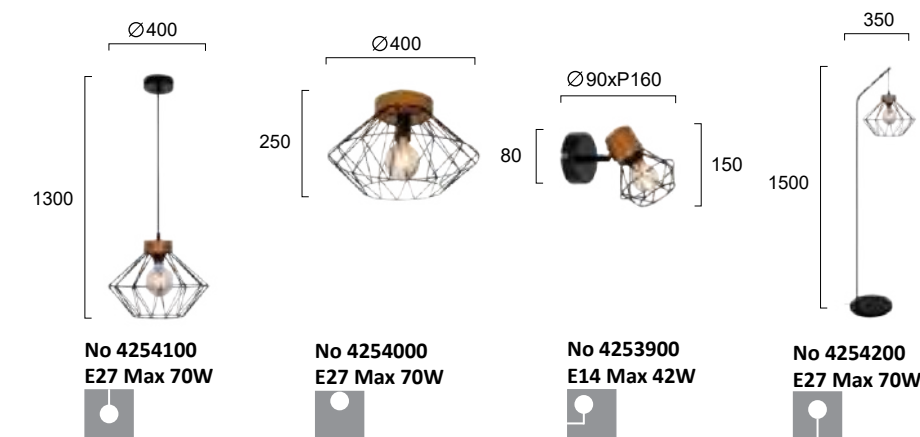 ∅400
1300
No 4254100
E27 Max 70W
∅400
250
No 4254000
E27 Max 70W
∅90xP160
80
150
No 4253900
E14 Max 42W
350
1500
No 4254200
E27 Max 70W